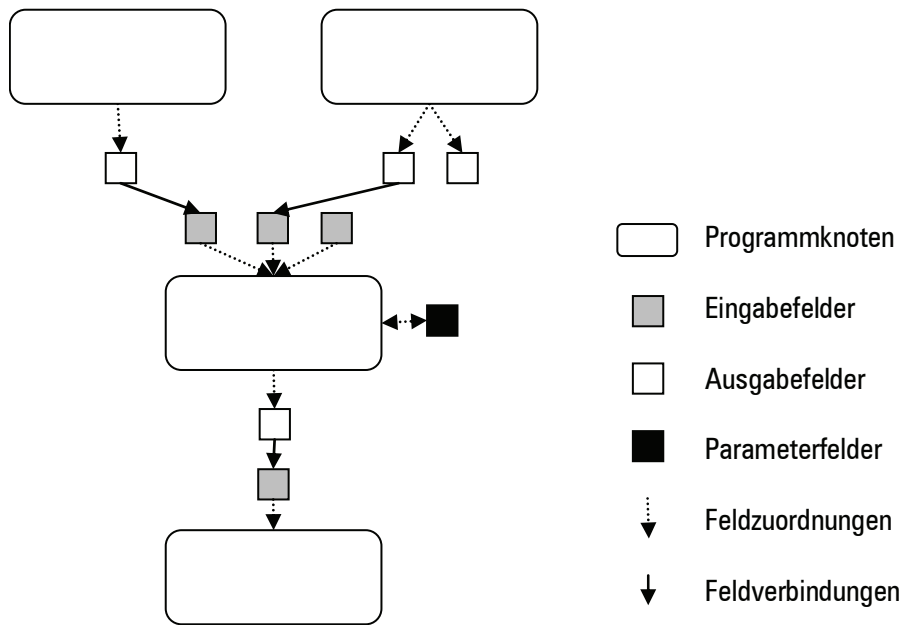 Programmknoten
Eingabefelder
Ausgabefelder
Parameterfelder
Feldzuordnungen
Feldverbindungen